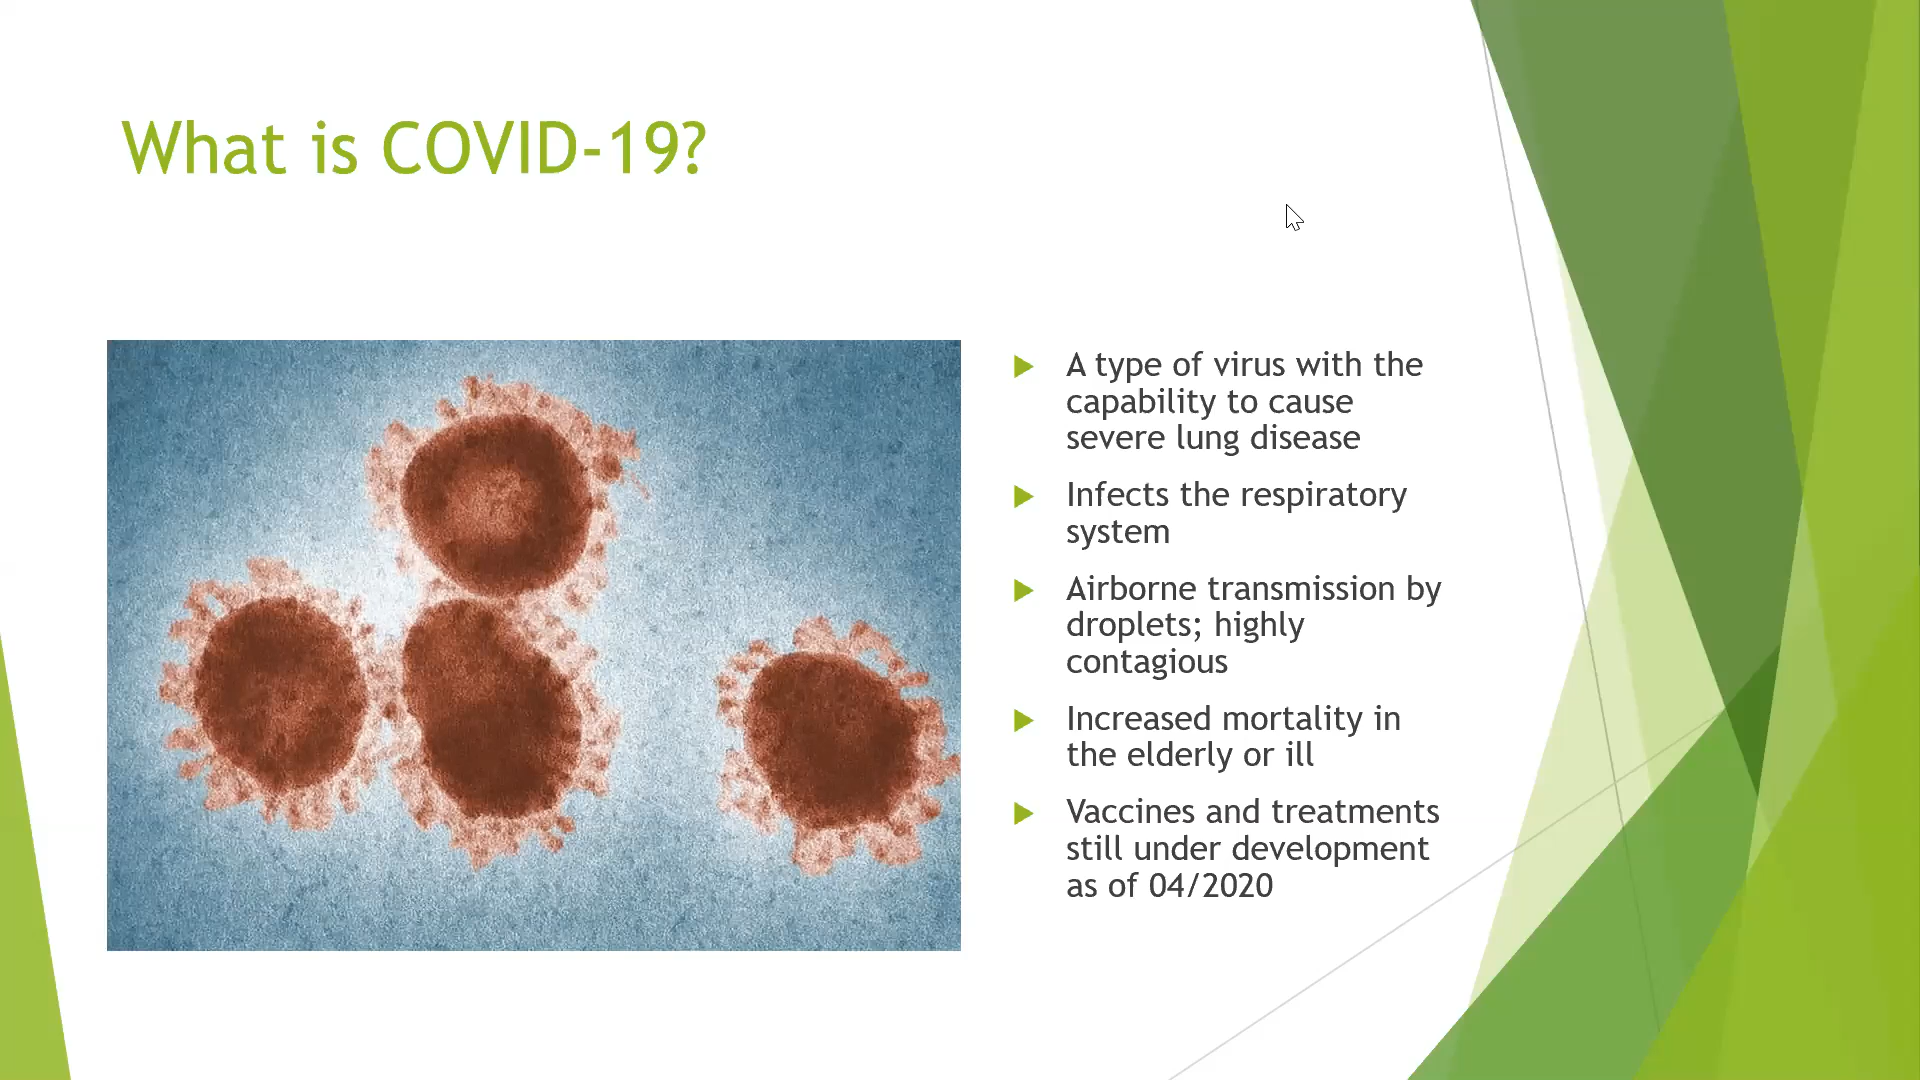 What is COVID-19?
A type of virus with the
capability to cause
severe lung disease
Infects the respiratory
system
Airborne transmission by
droplets; highly
contagious
Increased mortality in
the elderly or ill
Vaccines and treatments
still under development
as of 04/2020